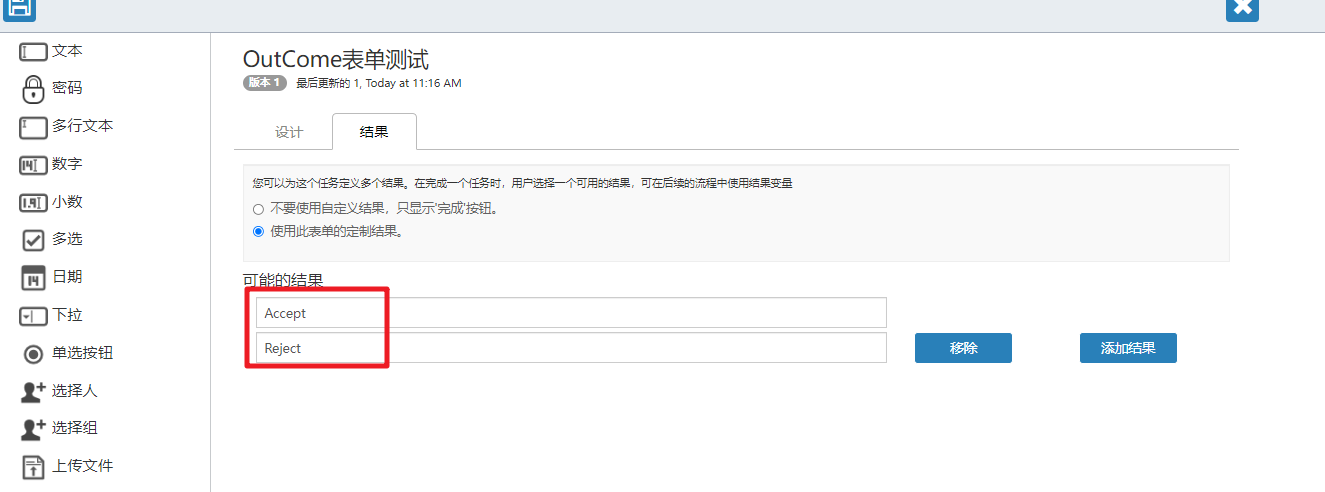 文本
密码
多行文本
数字
小数
多选
日期
下拉
单选按钮
选择人
选择组
上传文件
OutCome表单测试
版本 1 最后更新的 1, Today at 11:16 AM
设计 结果
您可以为这个任务定义多个结果。在完成一个任务时，用户选择一个可用的结果，可在后续的流程中使用结果变量
不要使用自定义结果，只显示'完成'按钮。
使用此表单的定制结果。
可能的结果
Accept
Reject 移除 添加结果